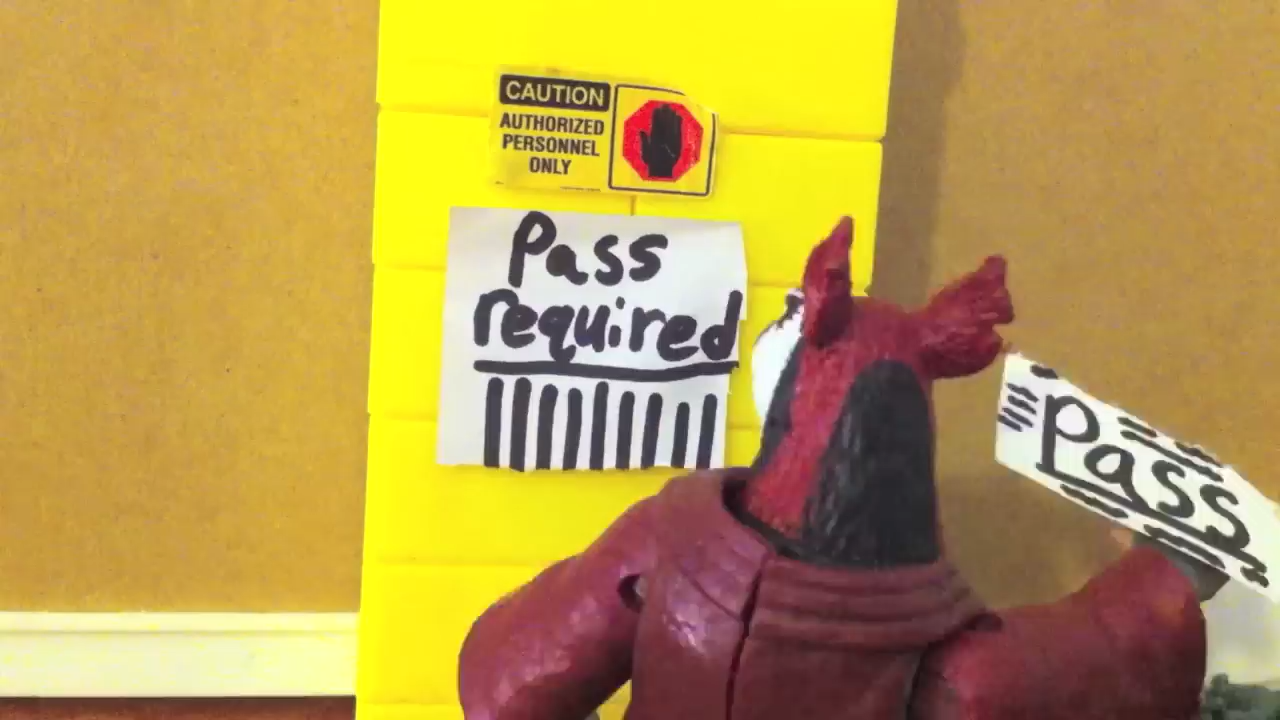 CAUTION
AUTHORIZED
PERSONNEL
ONLY
Pass
required
Pass